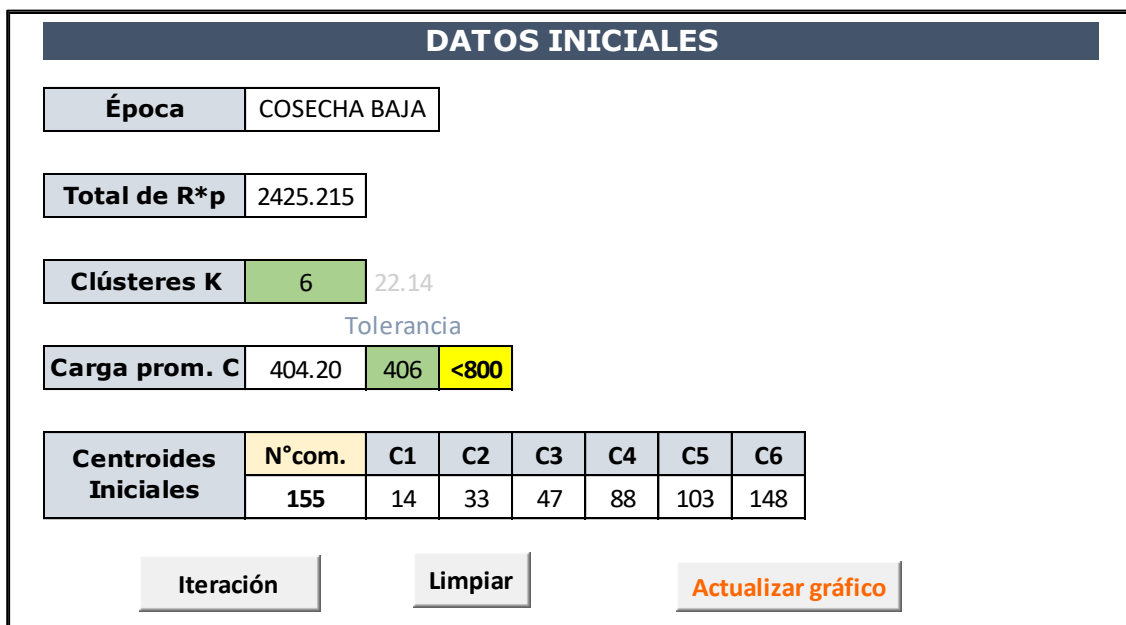 DATOS INICIALES
Época COSECHA BAJA
Total de R*p 2425.215
Clústeres K 6 22.14
Tolerancia
Carga prom. C 404.20 406 <800
Centroides Iniciales N°com. C1 C2 C3 C4 C5 C6
155 14 33 47 88 103 148
Iteración Limpiar Actualizar gráfico